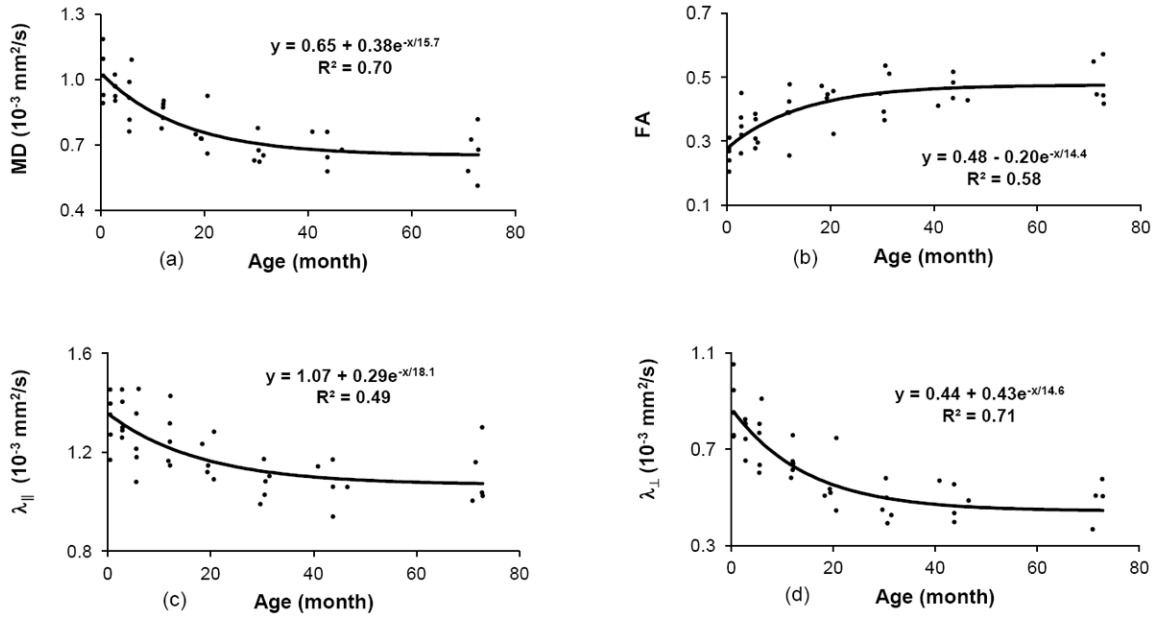 MD (10⁻³ mm²/s)
1.3
1.0
0.7
0.4
y = 0.65 + 0.38e⁻ˣ/¹⁵·⁷
R² = 0.70
0 20 40 60 80
(a) Age (month)
FA
0.7
0.5
0.3
0.1
y = 0.48 - 0.20e⁻ˣ/¹⁴·⁴
R² = 0.58
0 20 40 60 80
(b) Age (month)
λ∥ (10⁻³ mm²/s)
1.6
1.2
0.8
y = 1.07 + 0.29e⁻ˣ/¹⁸·¹
R² = 0.49
0 20 40 60 80
(c) Age (month)
λ⊥ (10⁻³ mm²/s)
1.1
0.7
0.3
y = 0.44 + 0.43e⁻ˣ/¹⁴·⁶
R² = 0.71
0 20 40 60 80
(d) Age (month)